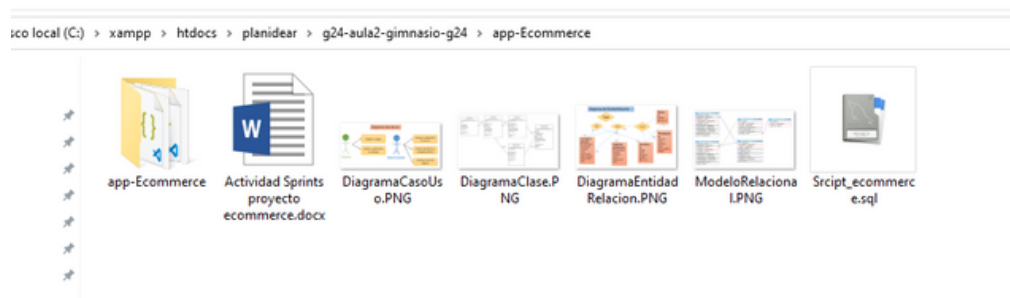 sco local (C:) > xampp > htdocs > planidear > g24-aula2-gimnasio-g24 > app-Ecommerce
app-Ecommerce
Actividad Sprints
proyecto
ecommerce.docx
DiagramaCasoUs
o.PNG
DiagramaClase.P
NG
DiagramaEntidad
Relacion.PNG
ModeloRelaciona
l.PNG
Srcipt_ecommerc
e.sql